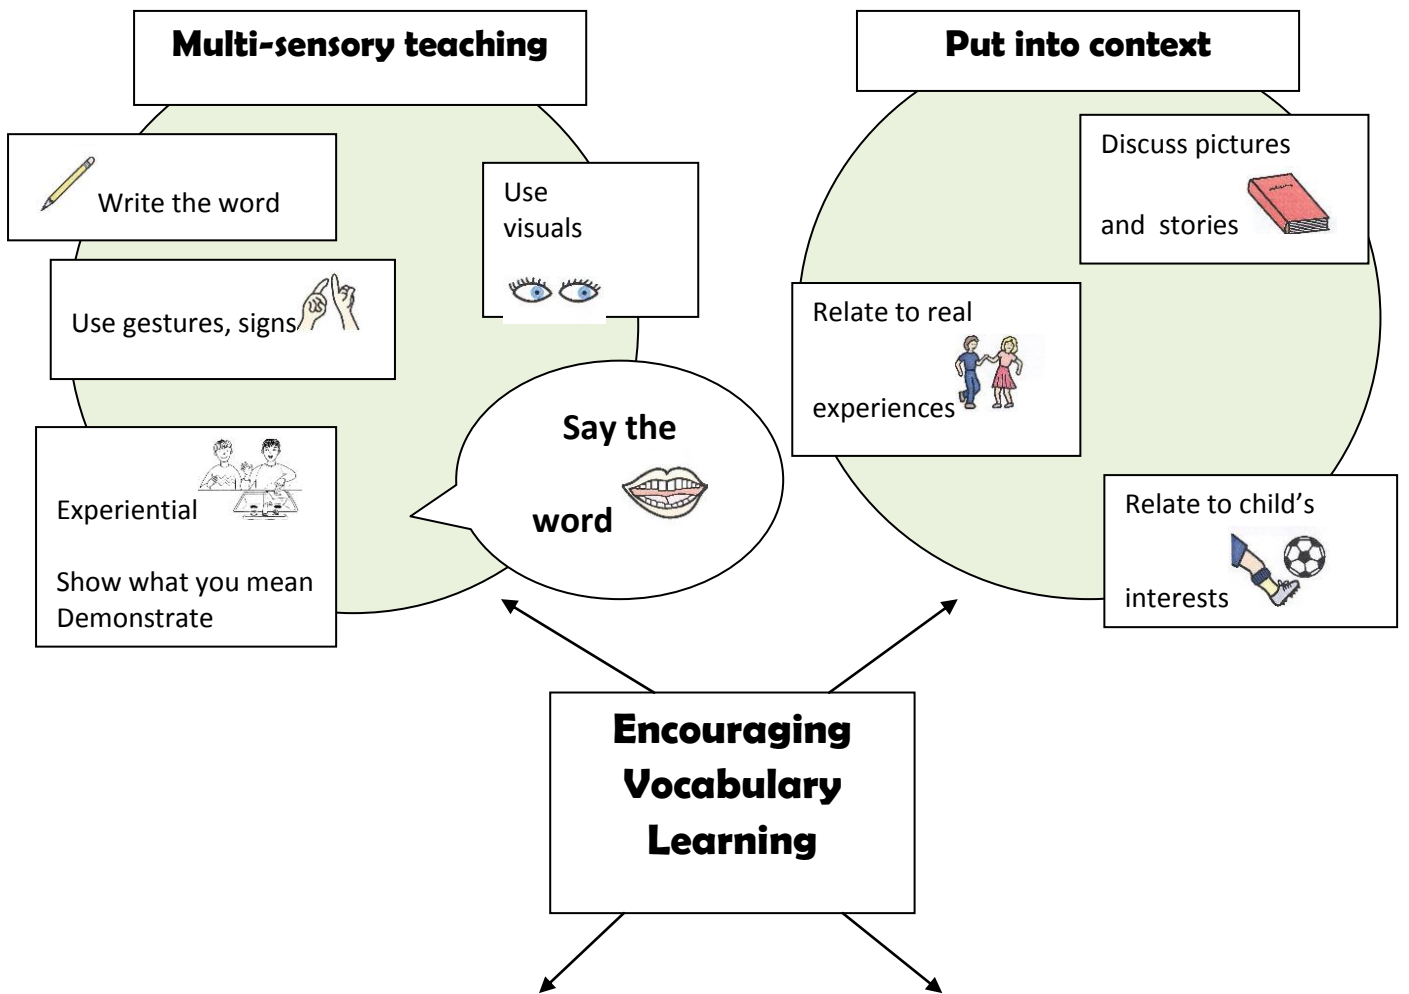 Multi-sensory teaching
Write the word
Use
visuals
Use gestures, signs
Say the
word
Experiential
Show what you mean
Demonstrate
Put into context
Discuss pictures
and stories
Relate to real
experiences
Relate to child’s
interests
Encouraging
Vocabulary
Learning